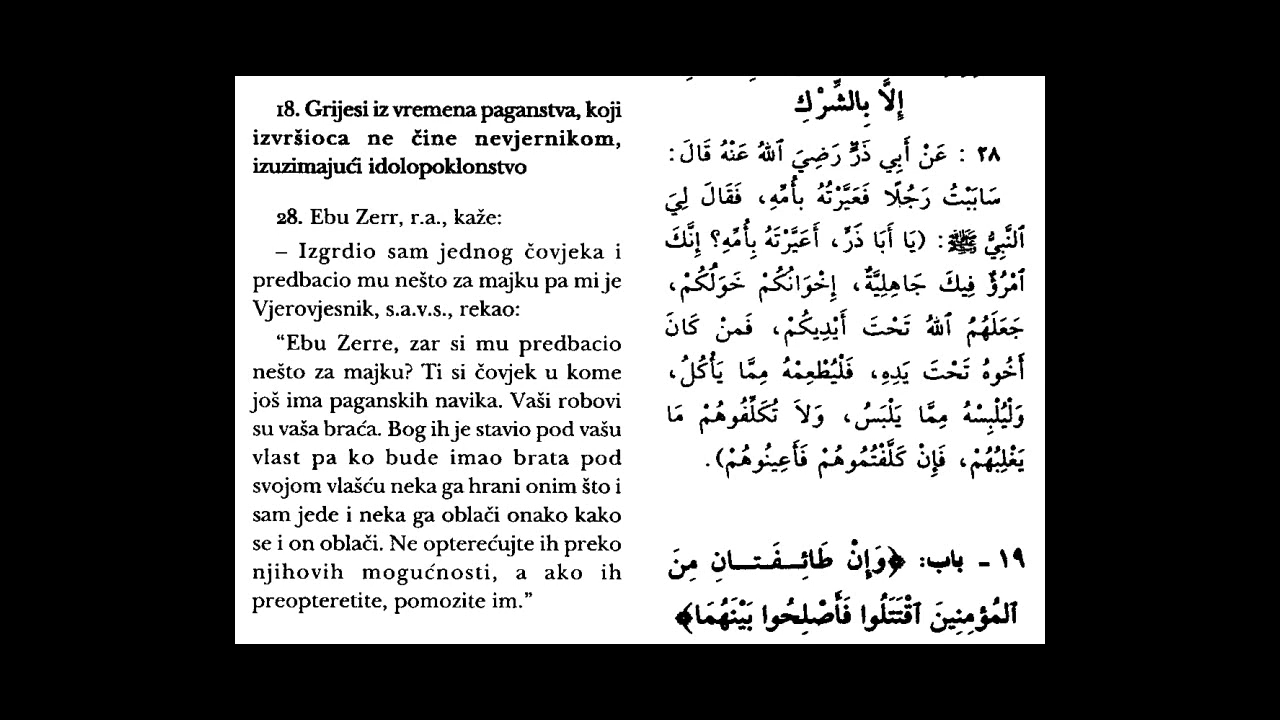 18. Grijesi iz vremena paganstva, koji
izvršioca ne čine nevjernikom,
izuzimajući idolopoklonstvo
28. Ebu Zerr, r.a., kaže:
– Izgrdio sam jednog čovjeka i
predbacio mu nešto za majku pa mi je
Vjerovjesnik, s.a.v.s., rekao:
“Ebu Zerre, zar si mu predbacio
nešto za majku? Ti si čovjek u kome
još ima paganskih navika. Vaši robovi
su vaša braća. Bog ih je stavio pod vašu
vlast pa ko bude imao brata pod
svojom vlašću neka ga hrani onim što i
sam jede i neka ga oblači onako kako
se i on oblači. Ne opterećujte ih preko
njihovih mogućnosti, a ako ih
preopteretite, pomozite im.”
إِلَّا بِالشِّرْكِ
٢٨ : عَنْ أَبِي ذَرٍّ رَضِيَ ٱللهُ عَنْهُ قَالَ:
سَابَبْتُ رَجُلًا فَعَيَّرْتُهُ بِأُمِّهِ، فَقَالَ لِيَ
ٱلنَّبِيُّ ﷺ: (يَا أَبَا ذَرٍّ، أَعَيَّرْتَهُ بِأُمِّهِ؟ إِنَّكَ
ٱمْرُؤٌ فِيكَ جَاهِلِيَّةٌ، إِخْوَانُكُمْ خَوَلُكُمْ،
جَعَلَهُمُ ٱللهُ تَحْتَ أَيْدِيكُمْ، فَمنْ كَانَ
أَخُوهُ تَحْتَ يَدِهِ، فَلْيُطْعِمْهُ مِمَّا يَأْكُلُ،
وَلْيُلْبِسْهُ مِمَّا يَلْبَسُ، وَلاَ تُكَلِّفُوهُمْ مَا
يَغْلِبُهُمْ، فَإِنْ كَلَّفْتُمُوهُمْ فَأَعِينُوهُمْ).
١٩ - باب: ﴿وَإِنْ طَائِفَتَانِ مِنَ
ٱلمُؤمِنِينَ ٱقْتَتَلُوا فَأَصْلِحُوا بَيْنَهُمَا﴾